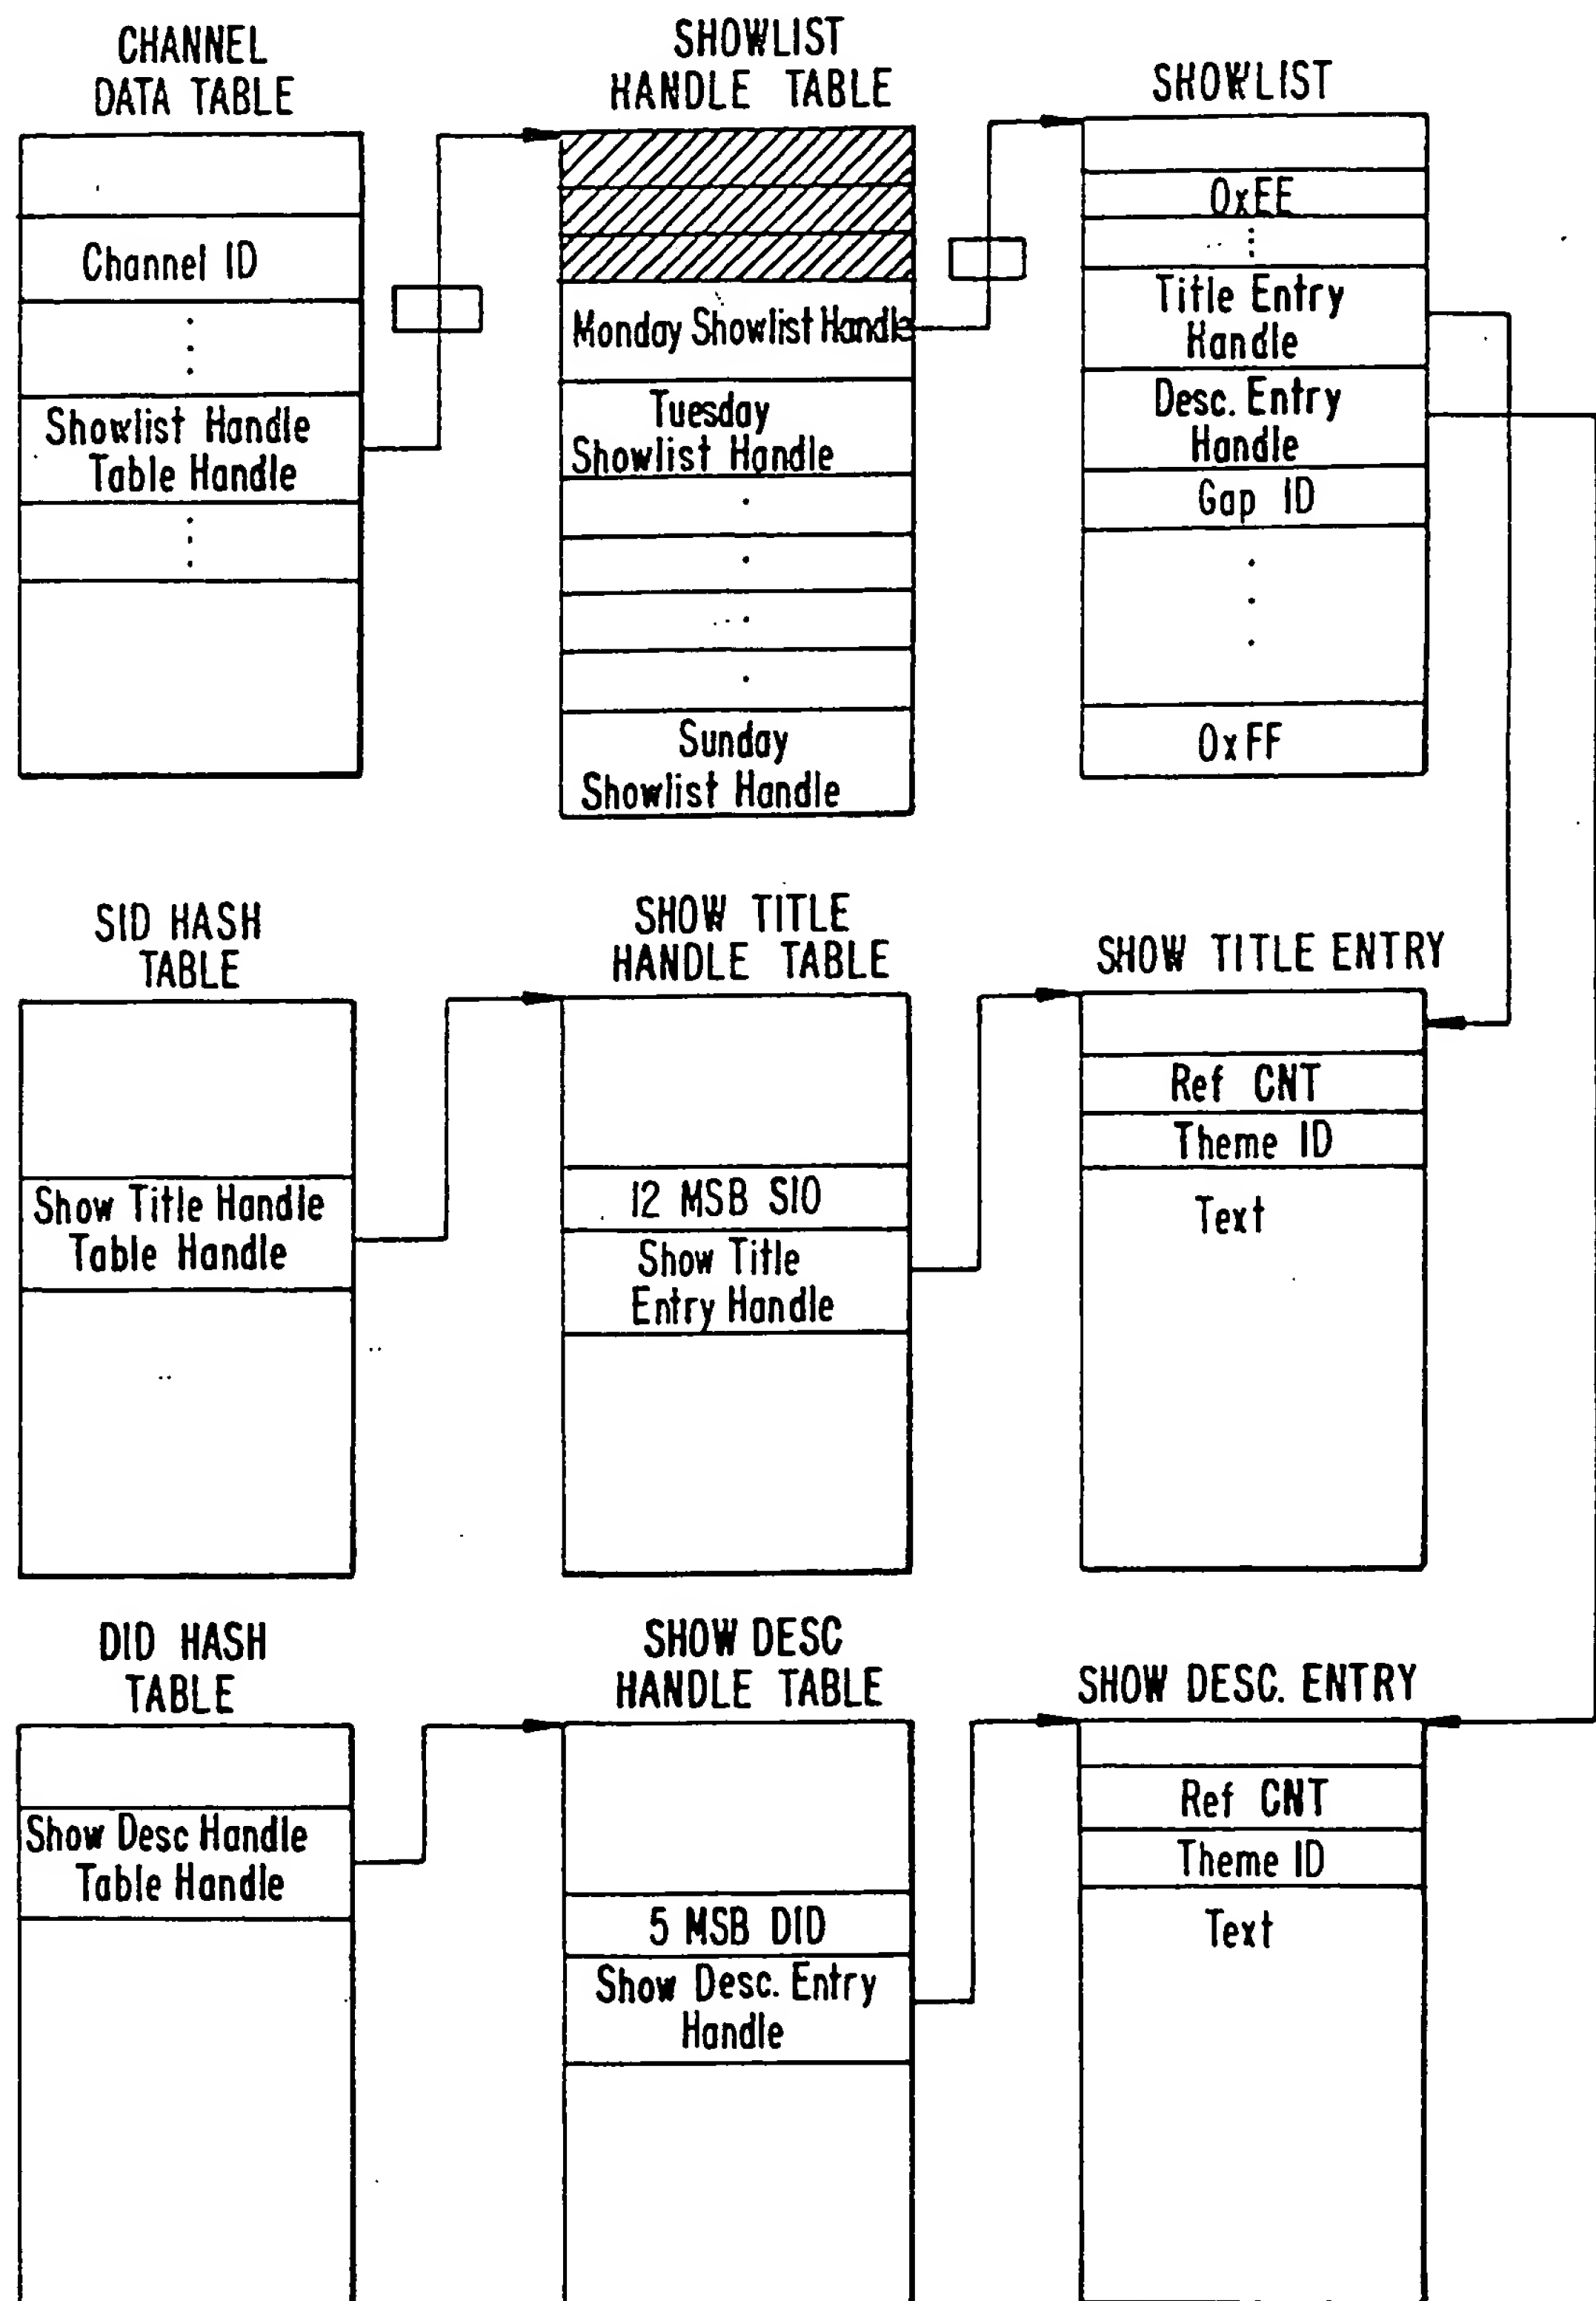 CHANNEL
DATA TABLE
Channel ID
Showlist Handle
Table Handle
SHOWLIST
HANDLE TABLE
Monday Showlist Handle
Tuesday
Showlist Handle
Sunday
Showlist Handle
SHOWLIST
0xEE
Title Entry
Handle
Desc. Entry
Handle
Gap ID
0xFF
SID HASH
TABLE
Show Title Handle
Table Handle
SHOW TITLE
HANDLE TABLE
12 MSB SIO
Show Title
Entry Handle
SHOW TITLE ENTRY
Ref CNT
Theme ID
Text
DID HASH
TABLE
Show Desc Handle
Table Handle
SHOW DESC
HANDLE TABLE
5 MSB DID
Show Desc. Entry
Handle
SHOW DESC. ENTRY
Ref CNT
Theme ID
Text